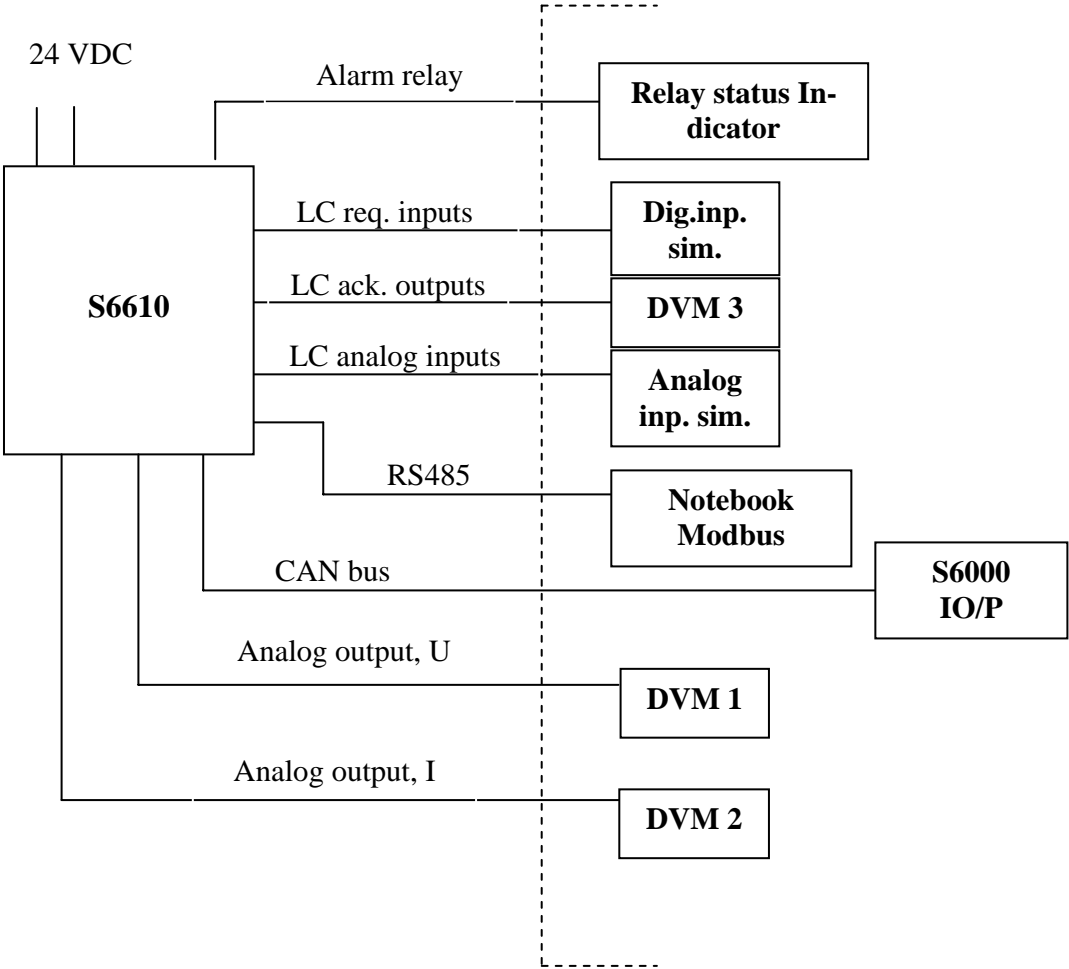 24 VDC
Alarm relay
Relay status In-
dicator
LC req. inputs
Dig.inp.
sim.
S6610
LC ack. outputs
DVM 3
LC analog inputs
Analog
inp. sim.
RS485
Notebook
Modbus
CAN bus
S6000
IO/P
Analog output, U
DVM 1
Analog output, I
DVM 2